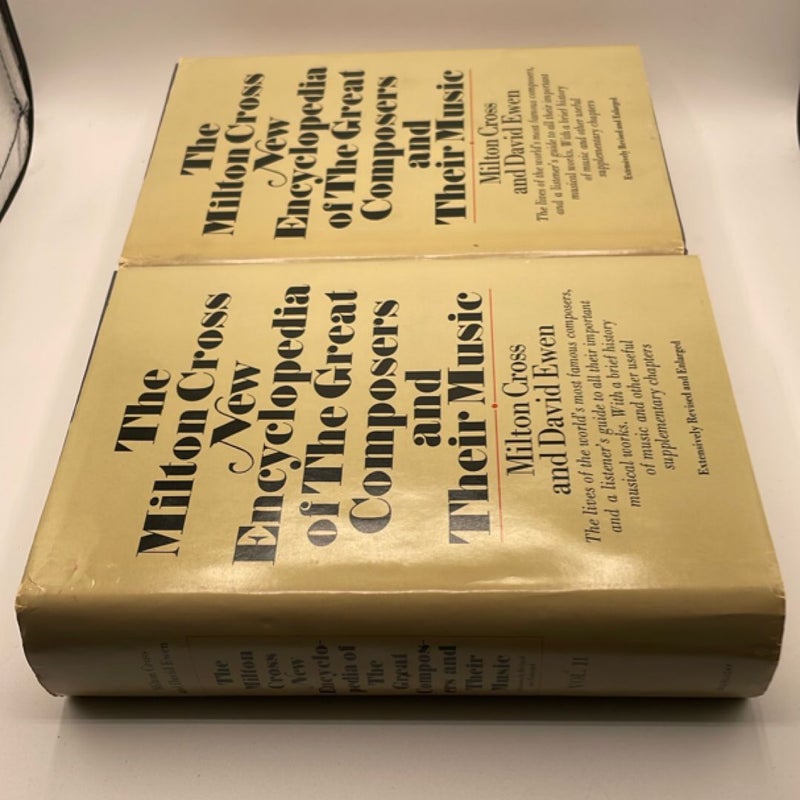 The
Milton Cross
New
Encyclopedia
of The Great
Composers
and
Their Music
Milton Cross
and David Ewen
The lives of the world's most famous composers,
and a listener's guide to all their important
musical works. With a brief history
of music and other useful
supplementary chapters
Extensively Revised and Enlarged
The
Milton Cross
New
Encyclopedia
of The Great
Composers
and
Their Music
Milton Cross
and David Ewen
The lives of the world's most famous composers,
and a listener's guide to all their important
musical works. With a brief history
of music and other useful
supplementary chapters
Extensively Revised and Enlarged
Milton Cross
and David Ewen
The
Milton
Cross
New
Encyclo-
pedia of
The
Great
Compos-
ers and
Their
Music
VOL. II